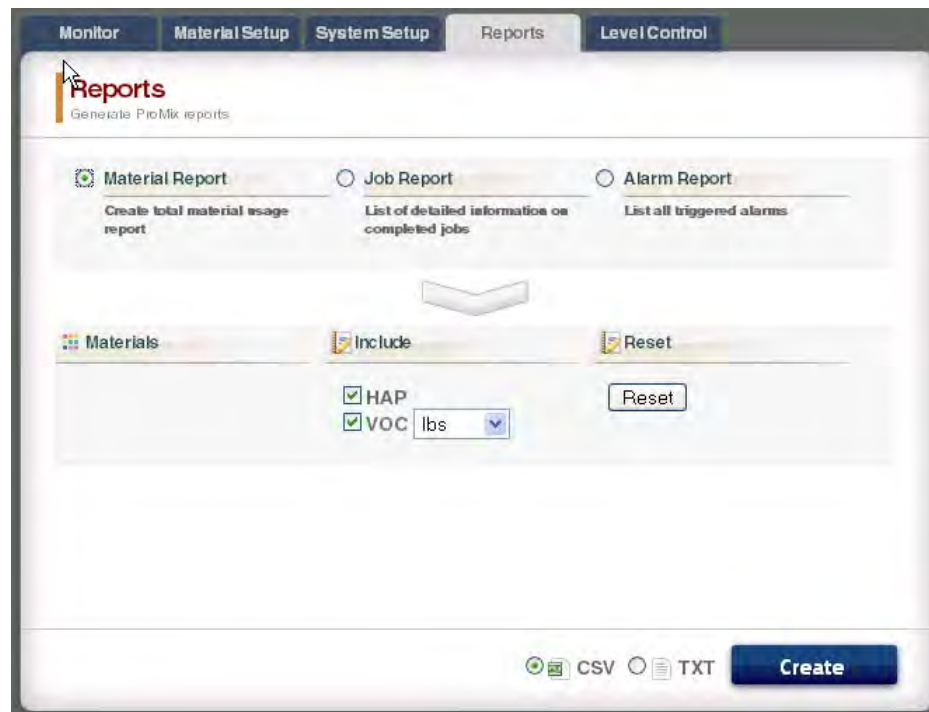 Monitor Material Setup System Setup Reports Level Control
Reports
Generate ProMix reports
Material Report Job Report Alarm Report
Create total material usage report
List of detailed information on completed jobs
List all triggered alarms
Materials Include Reset
HAP
VOC lbs
Reset
CSV TXT Create